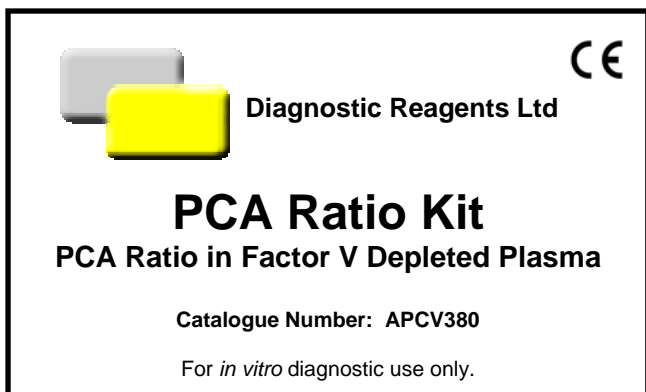 CE
Diagnostic Reagents Ltd
PCA Ratio Kit
PCA Ratio in Factor V Depleted Plasma
Catalogue Number: APCV380
For in vitro diagnostic use only.